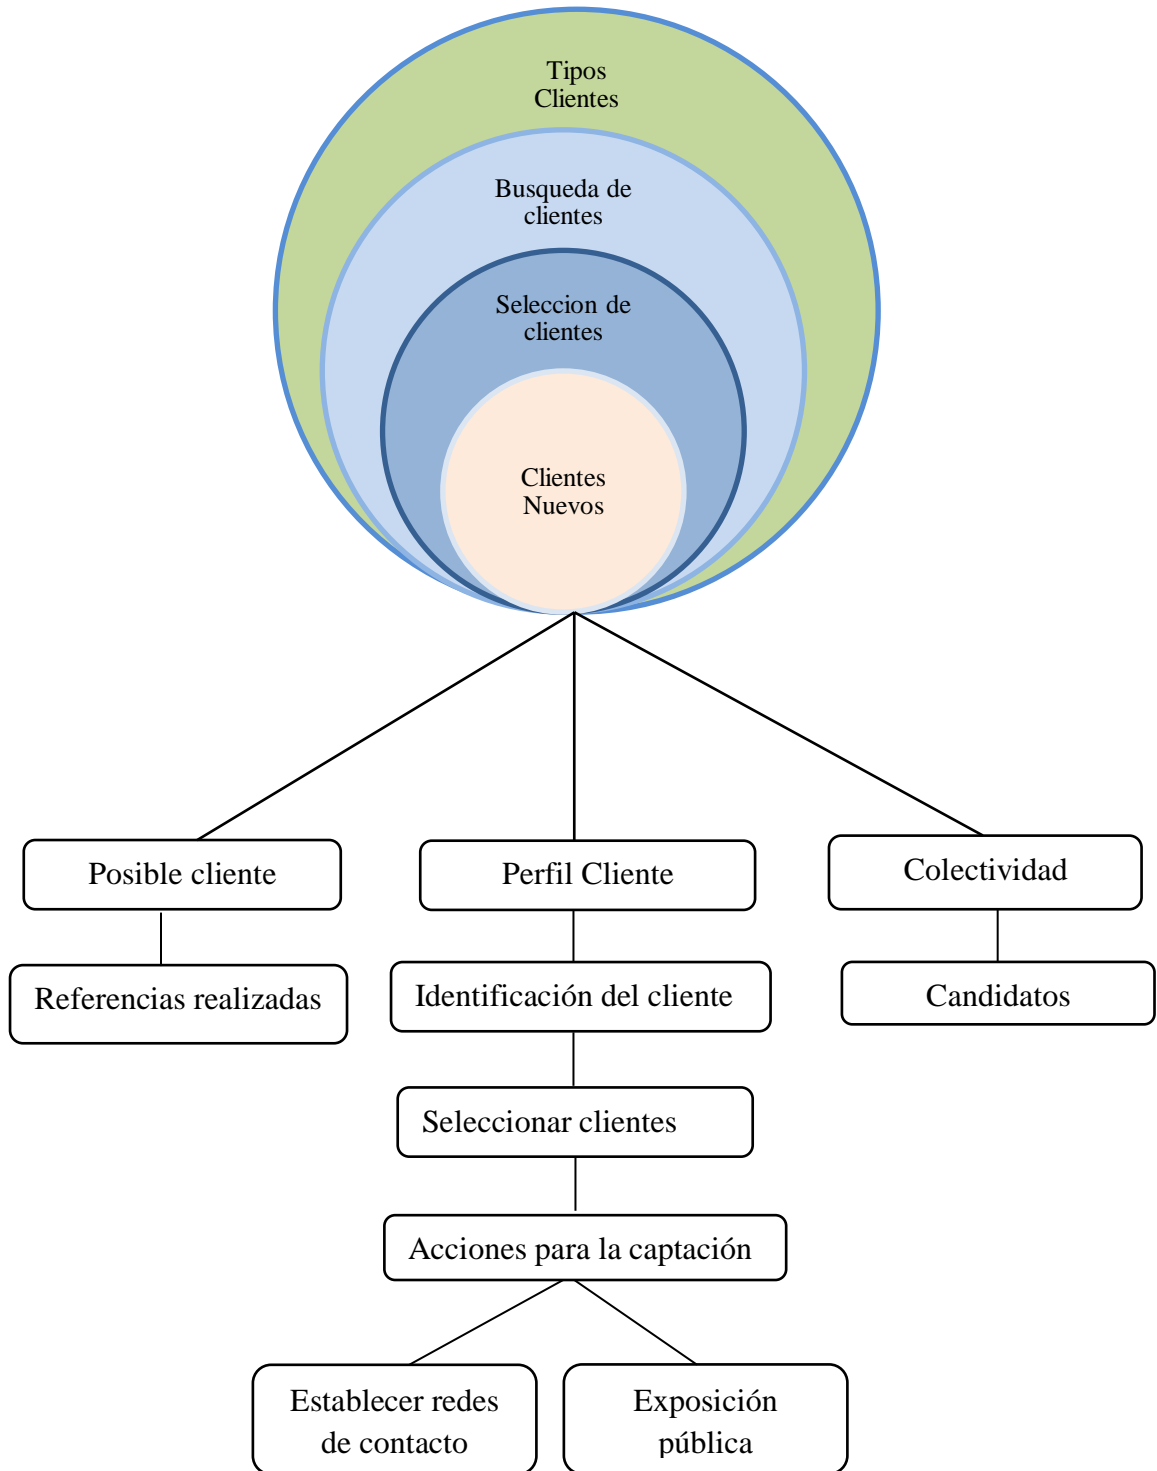 Tipos
Clientes
Busqueda de
clientes
Seleccion de
clientes
Clientes
Nuevos
Posible cliente
Perfil Cliente
Colectividad
Referencias realizadas
Identificación del cliente
Candidatos
Seleccionar clientes
Acciones para la captación
Establecer redes
de contacto
Exposición
pública